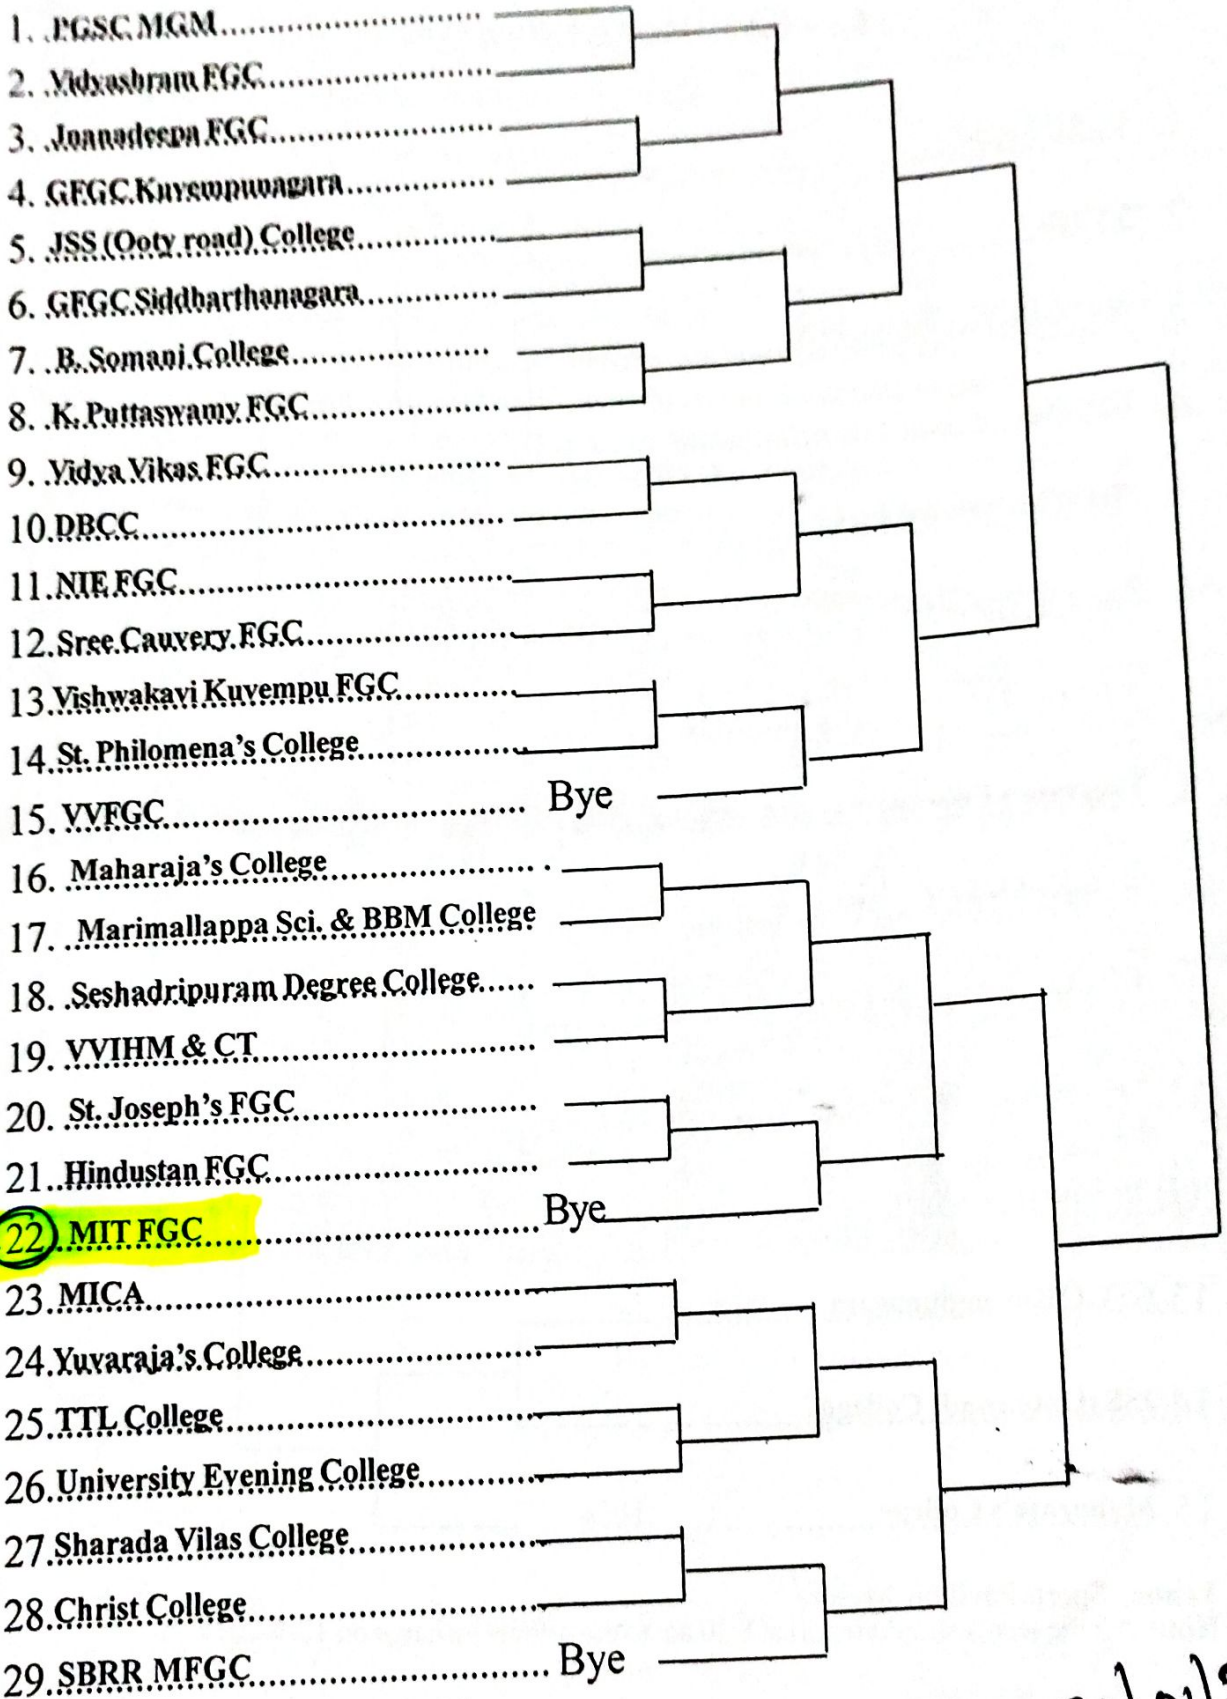 1. PGSC MGM
2. Vidyashram FGC
3. Jnanadeepa FGC
4. GFGC Kuvempunagara
5. JSS (Ooty road) College
6. GFGC Siddharthanagara
7. B. Somani College
8. K. Puttaswamy FGC
9. Vidya Vikas FGC
10. DBCC
11. NIE FGC
12. Sree Cauvery FGC
13. Vishwakavi Kuvempu FGC
14. St. Philomena's College
15. VVFGC Bye
16. Maharaja's College
17. Marimallappa Sci. & BBM College
18. Seshadripuram Degree College
19. VVIHM & CT
20. St. Joseph's FGC
21. Hindustan FGC
22. MIT FGC Bye
23. MICA
24. Yuvaraja's College
25. TTL College
26. University Evening College
27. Sharada Vilas College
28. Christ College
29. SBRR MFGC Bye